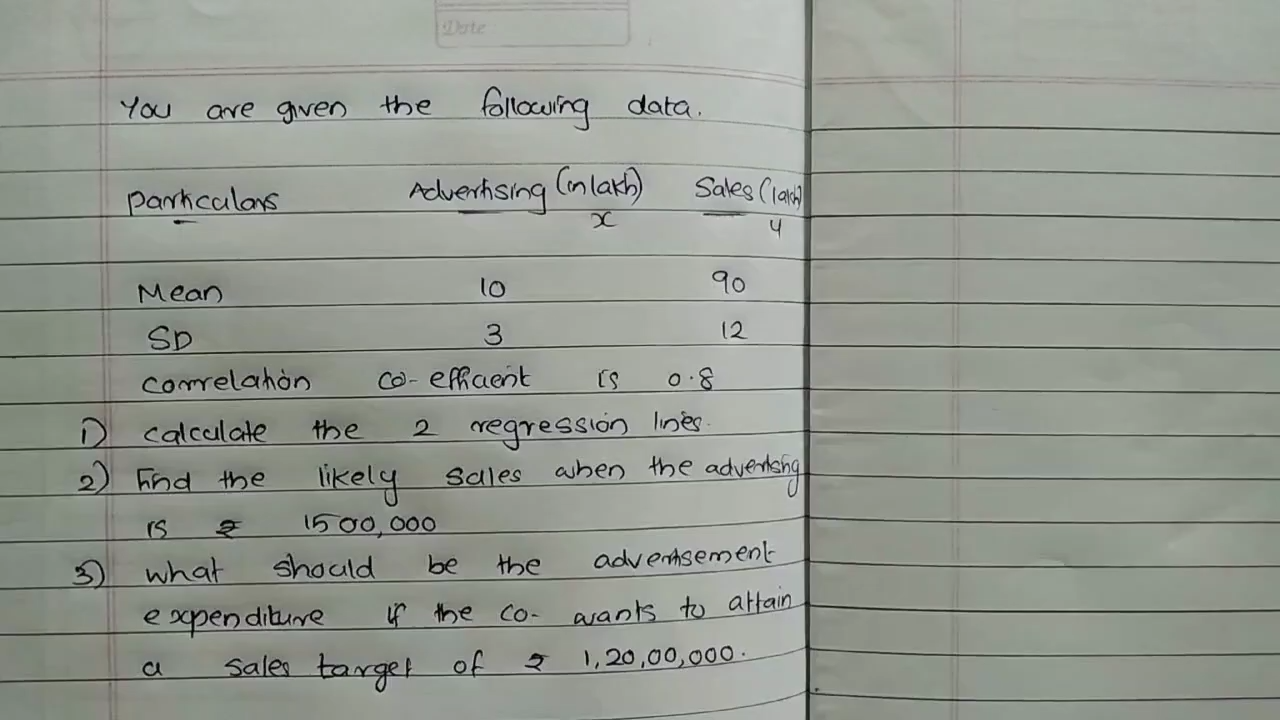 Date
You are given the following data.
Particulars Advertising (in lakh) Sales (lakh)
x y
Mean 10 90
SD 3 12
Correlation co-efficient is 0.8
1) calculate the 2 regression lines.
2) Find the likely sales when the advertising
is ₹ 1500,000
3) what should be the advertisement
expenditure if the co- wants to attain
a sales target of ₹ 1,20,00,000.